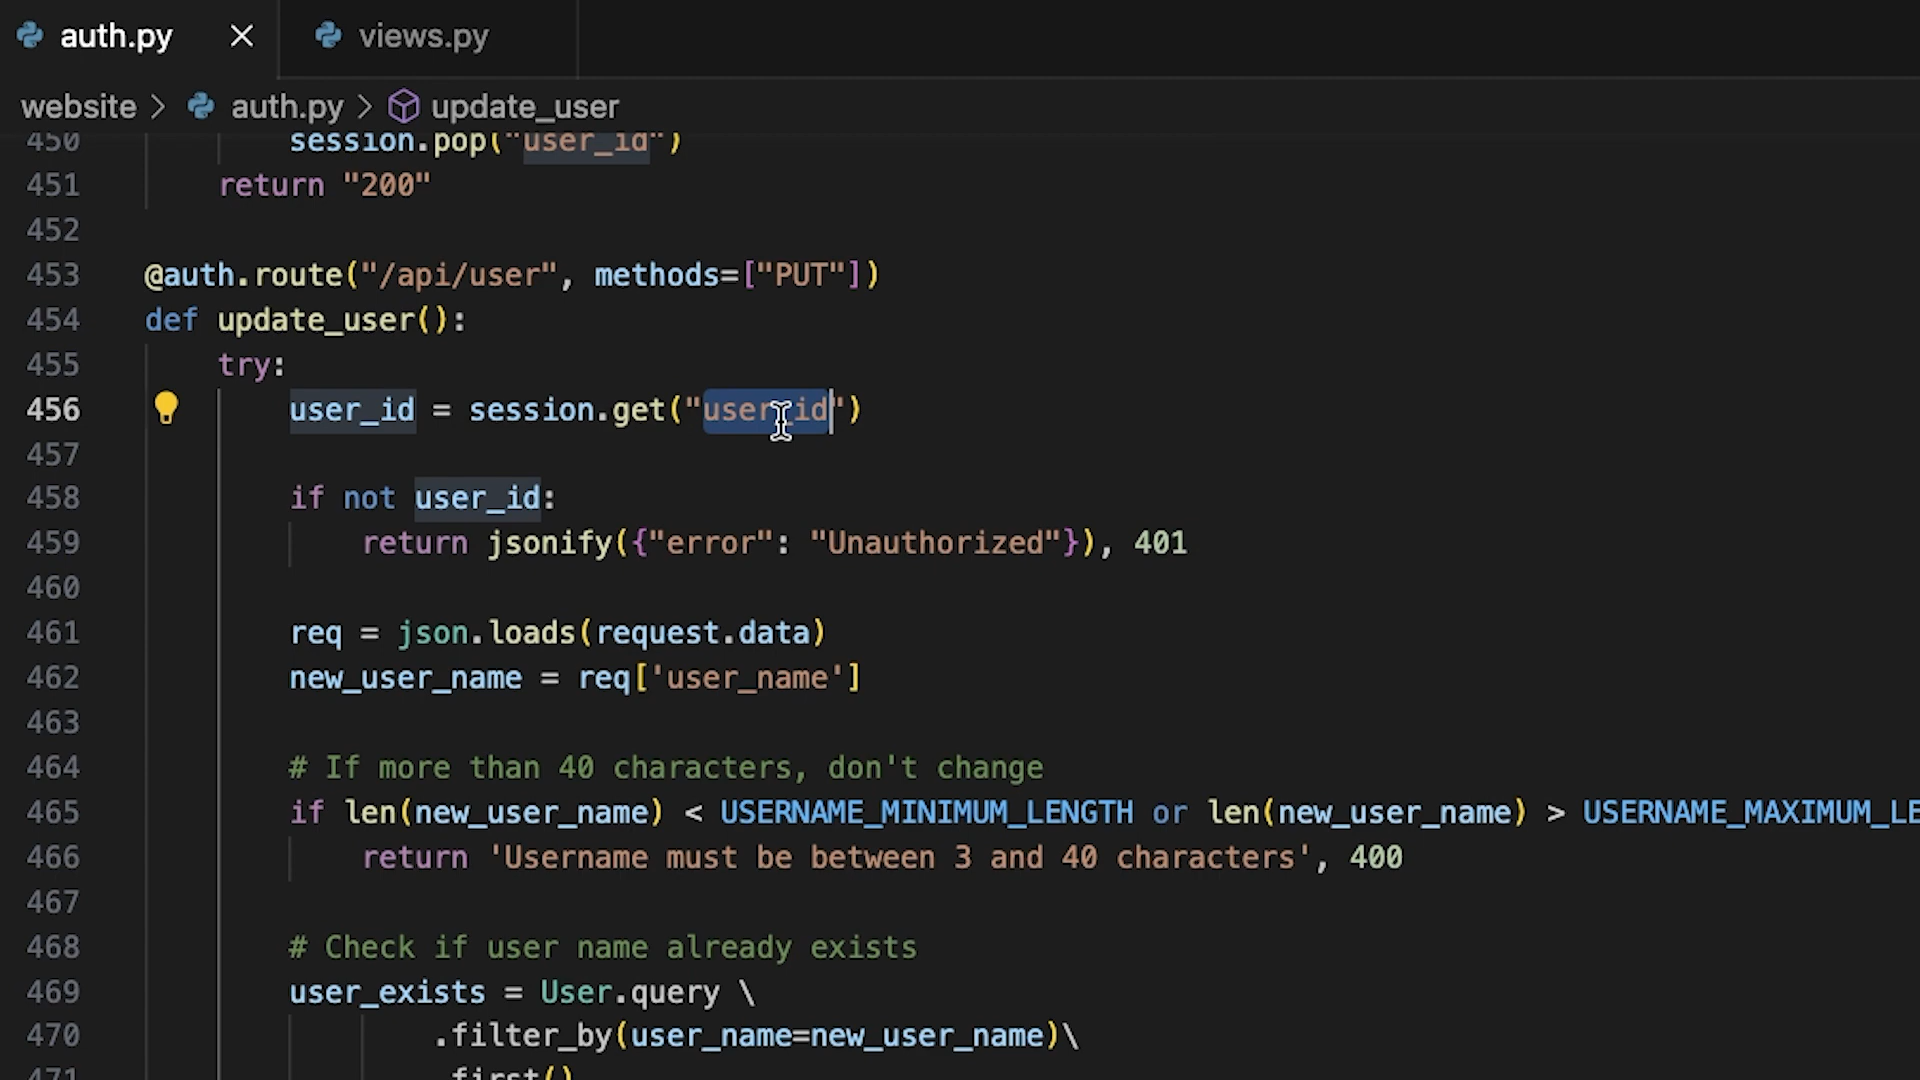 auth.py views.py
website > auth.py > update_user
450 session.pop("user_id")
451 return "200"
452
453 @auth.route("/api/user", methods=["PUT"])
454 def update_user():
455 try:
456 user_id = session.get("user_id")
457
458 if not user_id:
459 return jsonify({"error": "Unauthorized"}), 401
460
461 req = json.loads(request.data)
462 new_user_name = req['user_name']
463
464 # If more than 40 characters, don't change
465 if len(new_user_name) < USERNAME_MINIMUM_LENGTH or len(new_user_name) > USERNAME_MAXIMUM_LE
466 return 'Username must be between 3 and 40 characters', 400
467
468 # Check if user name already exists
469 user_exists = User.query \
470 .filter_by(user_name=new_user_name)\
471 .first()